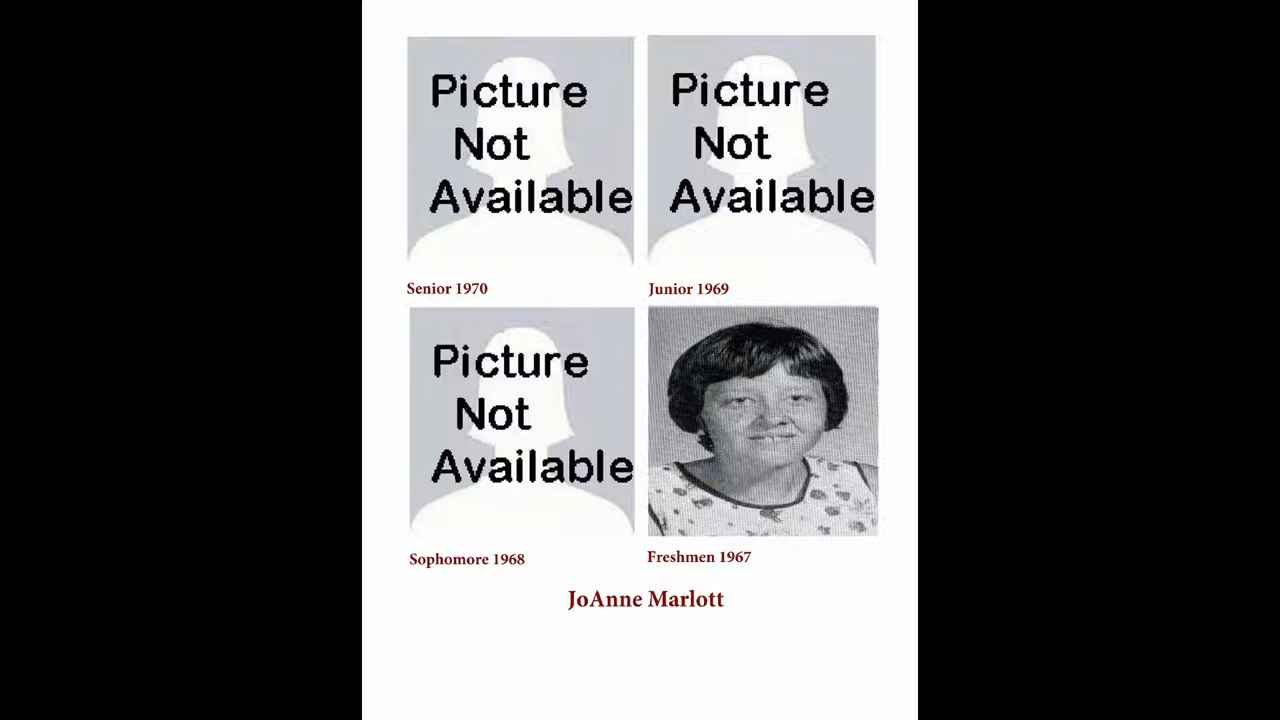 Picture
Not
Available
Senior 1970
Picture
Not
Available
Junior 1969
Picture
Not
Available
Sophomore 1968
Freshmen 1967
JoAnne Marlott